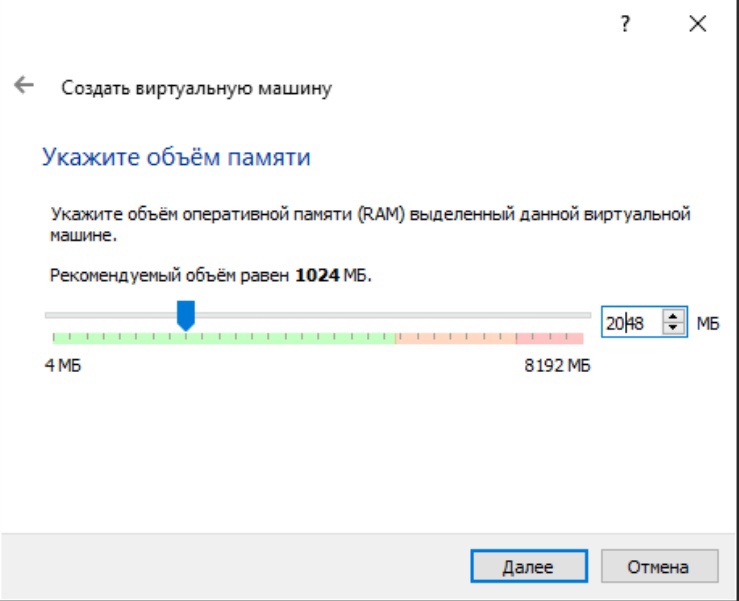 ?
Создать виртуальную машину
Укажите объём памяти
Укажите объём оперативной памяти (RAM) выделенный данной виртуальной
машине.
Рекомендуемый объём равен 1024 МБ.
2048 МБ
4 МБ 8192 МБ
Далее Отмена